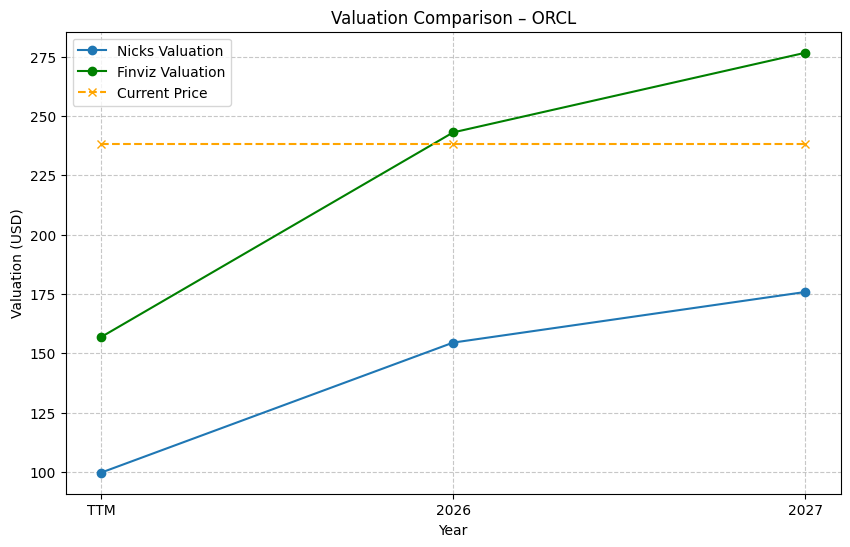 Valuation Comparison – ORCL
Nicks Valuation
Finviz Valuation
Current Price
275
250
225
200
175
150
125
100
Valuation (USD)
TTM
2026
2027
Year